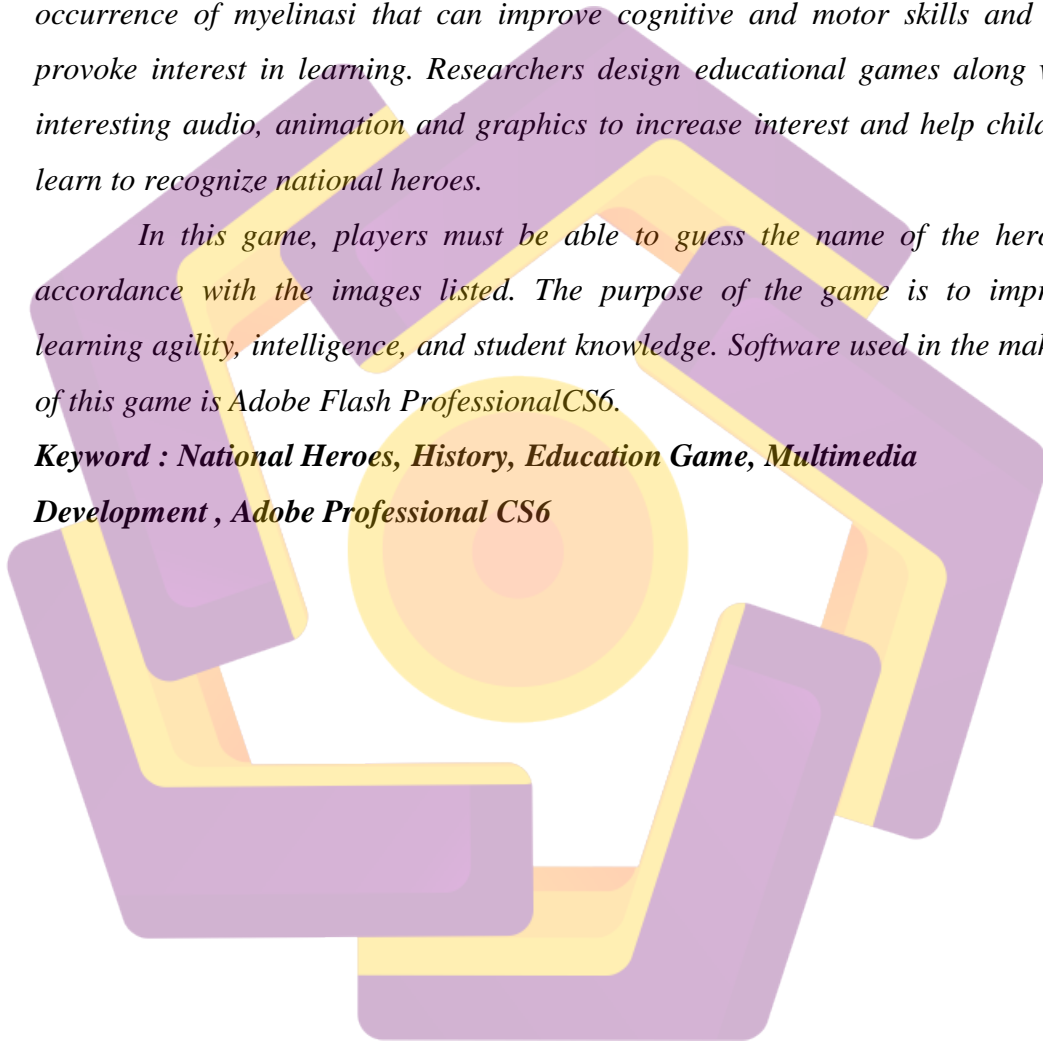 occurrence of myelinasi that can improve cognitive and motor skills and
provoke interest in learning. Researchers design educational games along
interesting audio, animation and graphics to increase interest and help
learn to recognize national heroes.
In this game, players must be able to guess the name of the
accordance with the images listed. The purpose of the game is to
learning agility, intelligence, and student knowledge. Software used in the
of this game is Adobe Flash ProfessionalCS6.
Keyword : National Heroes, History, Education Game, Multimedia
Development , Adobe Professional CS6